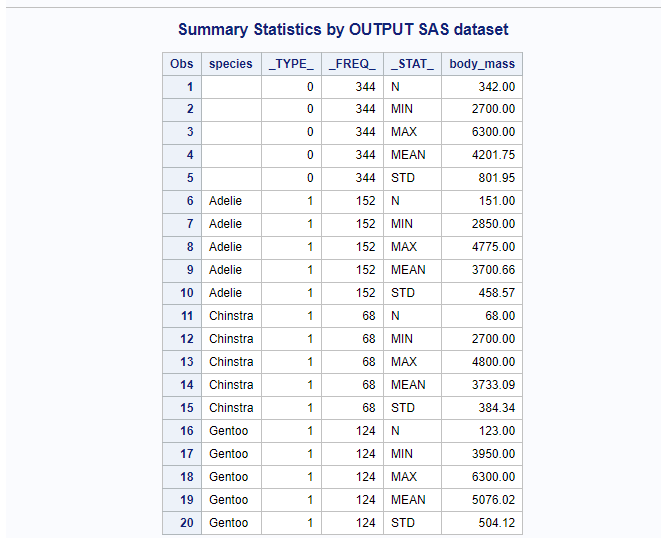 Summary Statistics by OUTPUT SAS dataset
Obs species _TYPE_ _FREQ_ _STAT_ body_mass
1 0 344 N 342.00
2 0 344 MIN 2700.00
3 0 344 MAX 6300.00
4 0 344 MEAN 4201.75
5 0 344 STD 801.95
6 Adelie 1 152 N 151.00
7 Adelie 1 152 MIN 2850.00
8 Adelie 1 152 MAX 4775.00
9 Adelie 1 152 MEAN 3700.66
10 Adelie 1 152 STD 458.57
11 Chinstra 1 68 N 68.00
12 Chinstra 1 68 MIN 2700.00
13 Chinstra 1 68 MAX 4800.00
14 Chinstra 1 68 MEAN 3733.09
15 Chinstra 1 68 STD 384.34
16 Gentoo 1 124 N 123.00
17 Gentoo 1 124 MIN 3950.00
18 Gentoo 1 124 MAX 6300.00
19 Gentoo 1 124 MEAN 5076.02
20 Gentoo 1 124 STD 504.12